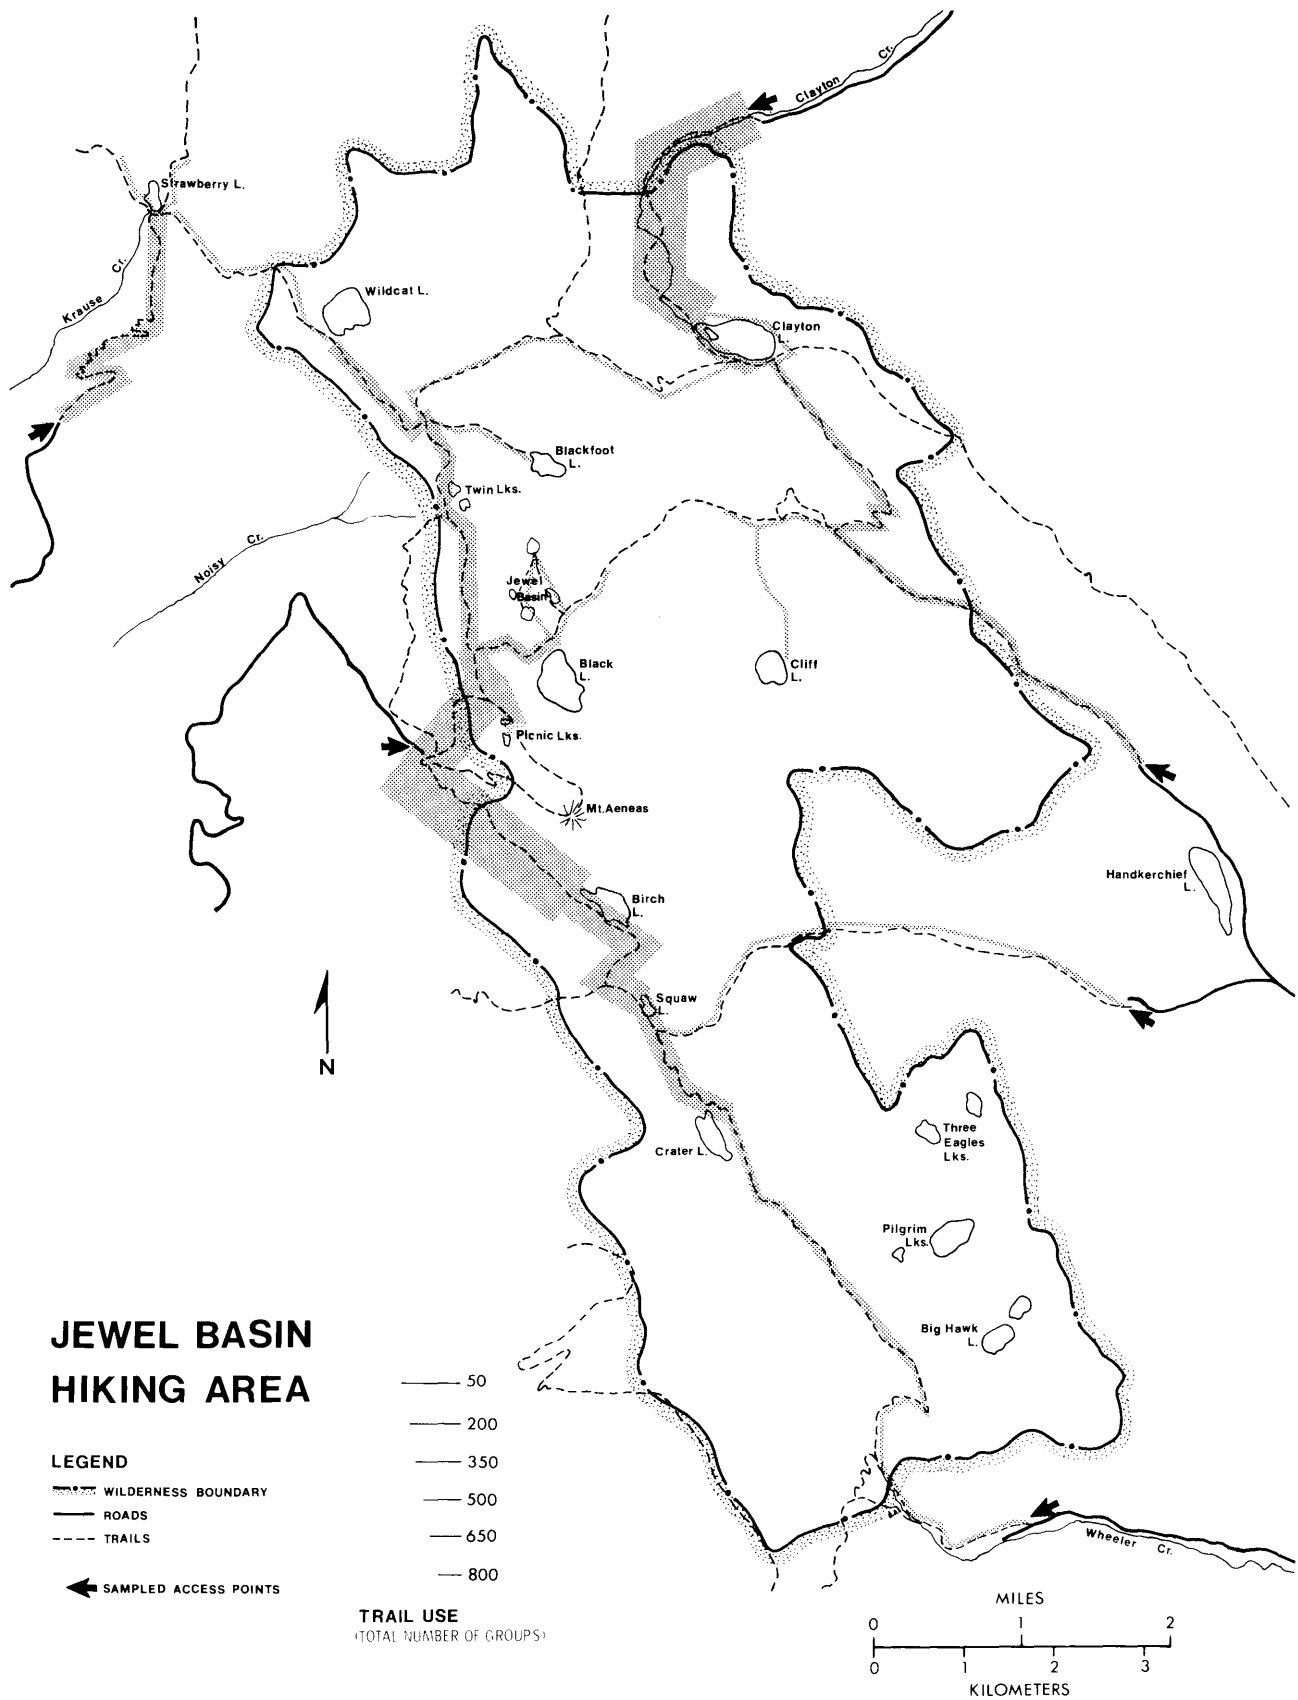 Clayton Cr.
Strawberry L.
Krause Cr.
Wildcat L.
Clayton
L.
Blackfoot
L.
Twin Lks.
Noisy Cr.
Jewel
Basin
Black
L.
Cliff
L.
Picnic Lks.
Mt. Aeneas
Birch
L.
Handkerchief
L.
Squaw
L.
N
Crater L.
Three
Eagles
Lks.
Pilgrim
Lks.
Big Hawk
L.
JEWEL BASIN
HIKING AREA
LEGEND
WILDERNESS BOUNDARY
ROADS
TRAILS
SAMPLED ACCESS POINTS
50
200
350
500
650
800
TRAIL USE
(TOTAL NUMBER OF GROUPS)
Wheeler Cr.
MILES
0 1 2
0 1 2 3
KILOMETERS